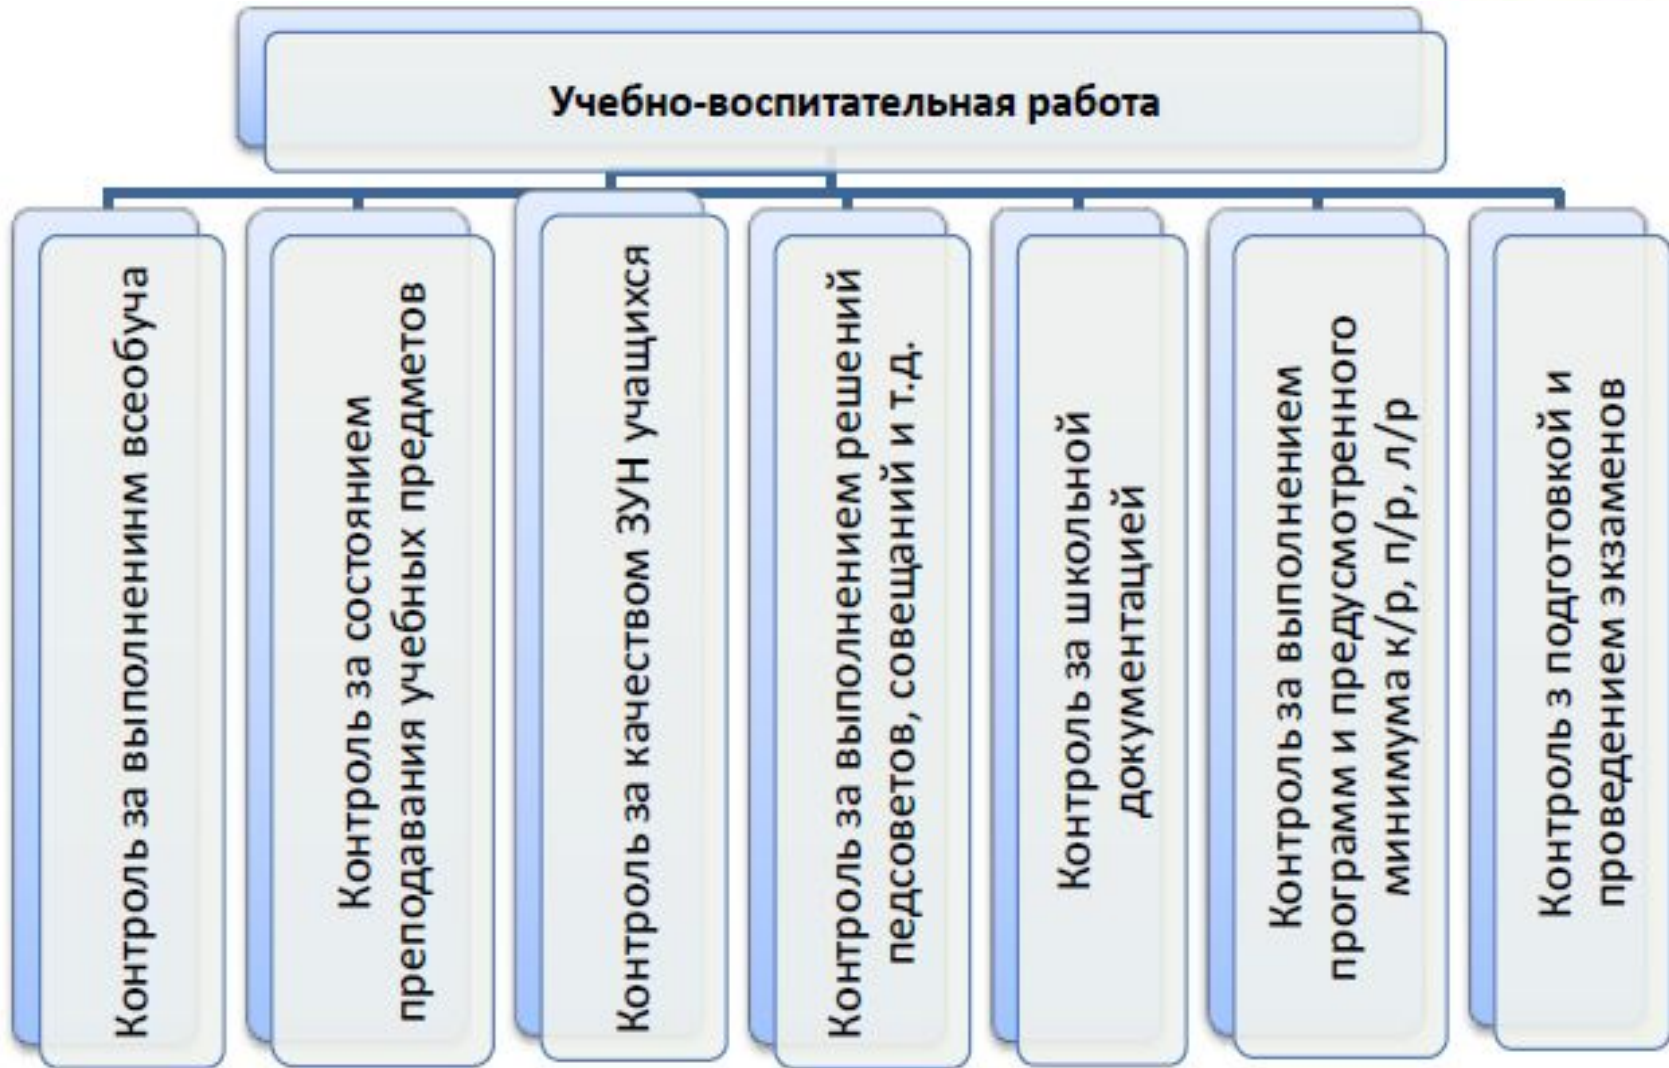 Учебно-воспитательная работа
Контроль за выполненинм всеобуча
Контроль за состоянием
преподавания учебных предметов
Контроль за качеством ЗУН учащихся
Контроль за выполнением решений
педсоветов, совещаний и т.д.
Контроль за школьной
документацией
Контроль за выполнением
программ и предусмотренного
минимума к/р, п/р, л/р
Контроль з подготовкой и
проведением экзаменов